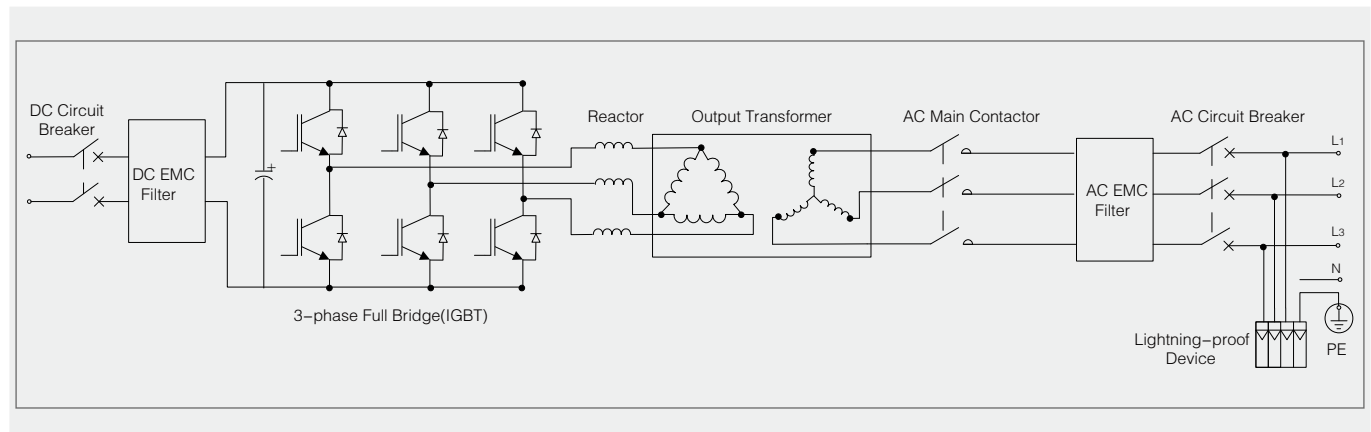 DC Circuit
Breaker
DC EMC
Filter
3-phase Full Bridge(IGBT)
Reactor
Output Transformer
AC Main Contactor
AC EMC
Filter
AC Circuit Breaker
L1
L2
L3
N
PE
Lightning-proof
Device